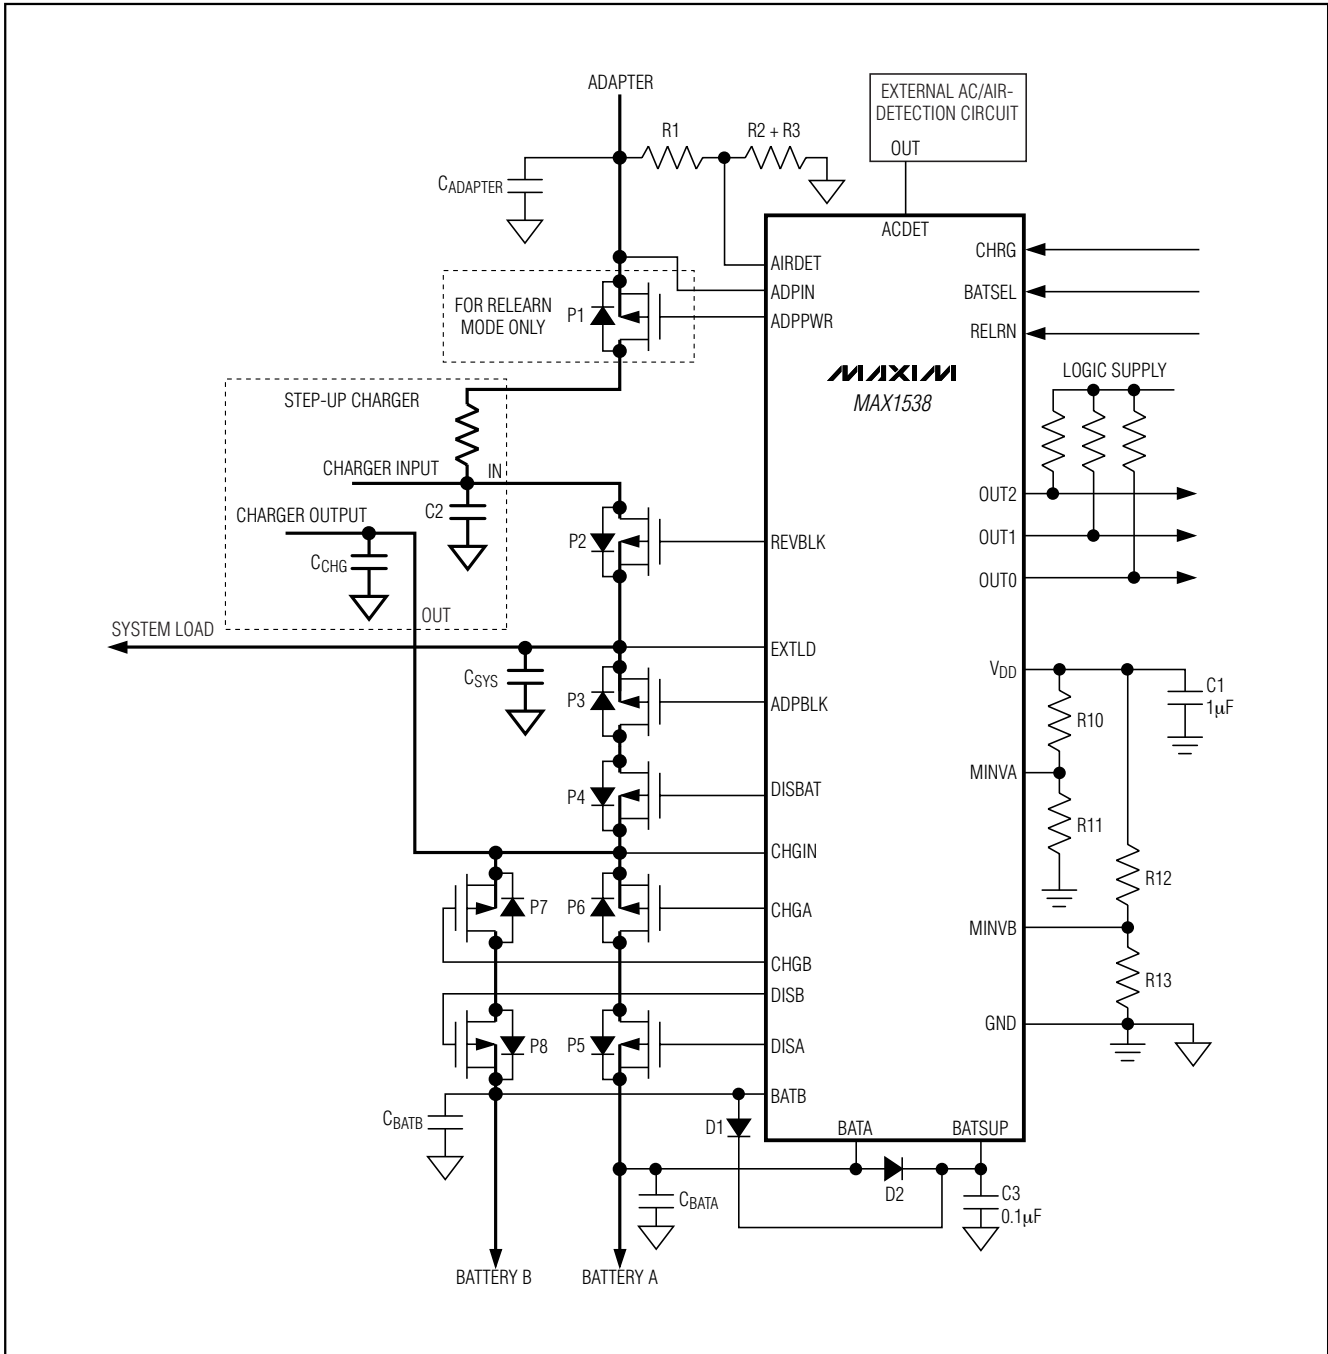 ADAPTER
EXTERNAL AC/AIR-
DETECTION CIRCUIT
OUT
R1
R2 + R3
CADAPTER
ACDET
AIRDET
ADPIN
ADPPWR
CHRG
BATSEL
RELRN
FOR RELEARN
MODE ONLY
P1
MAXIM
MAX1538
LOGIC SUPPLY
STEP-UP CHARGER
CHARGER INPUT
IN
C2
CHARGER OUTPUT
CCHG
OUT
P2
REVBLK
OUT2
OUT1
OUT0
SYSTEM LOAD
EXTLD
CSYS
P3
ADPBLK
VDD
C1
1µF
R10
P4
DISBAT
MINVA
R11
CHGIN
P7
P6
CHGA
R12
MINVB
CHGB
DISB
R13
GND
P8
P5
DISA
BATB
CBATB
D1
BATA
BATSUP
D2
CBATA
C3
0.1µF
BATTERY B
BATTERY A